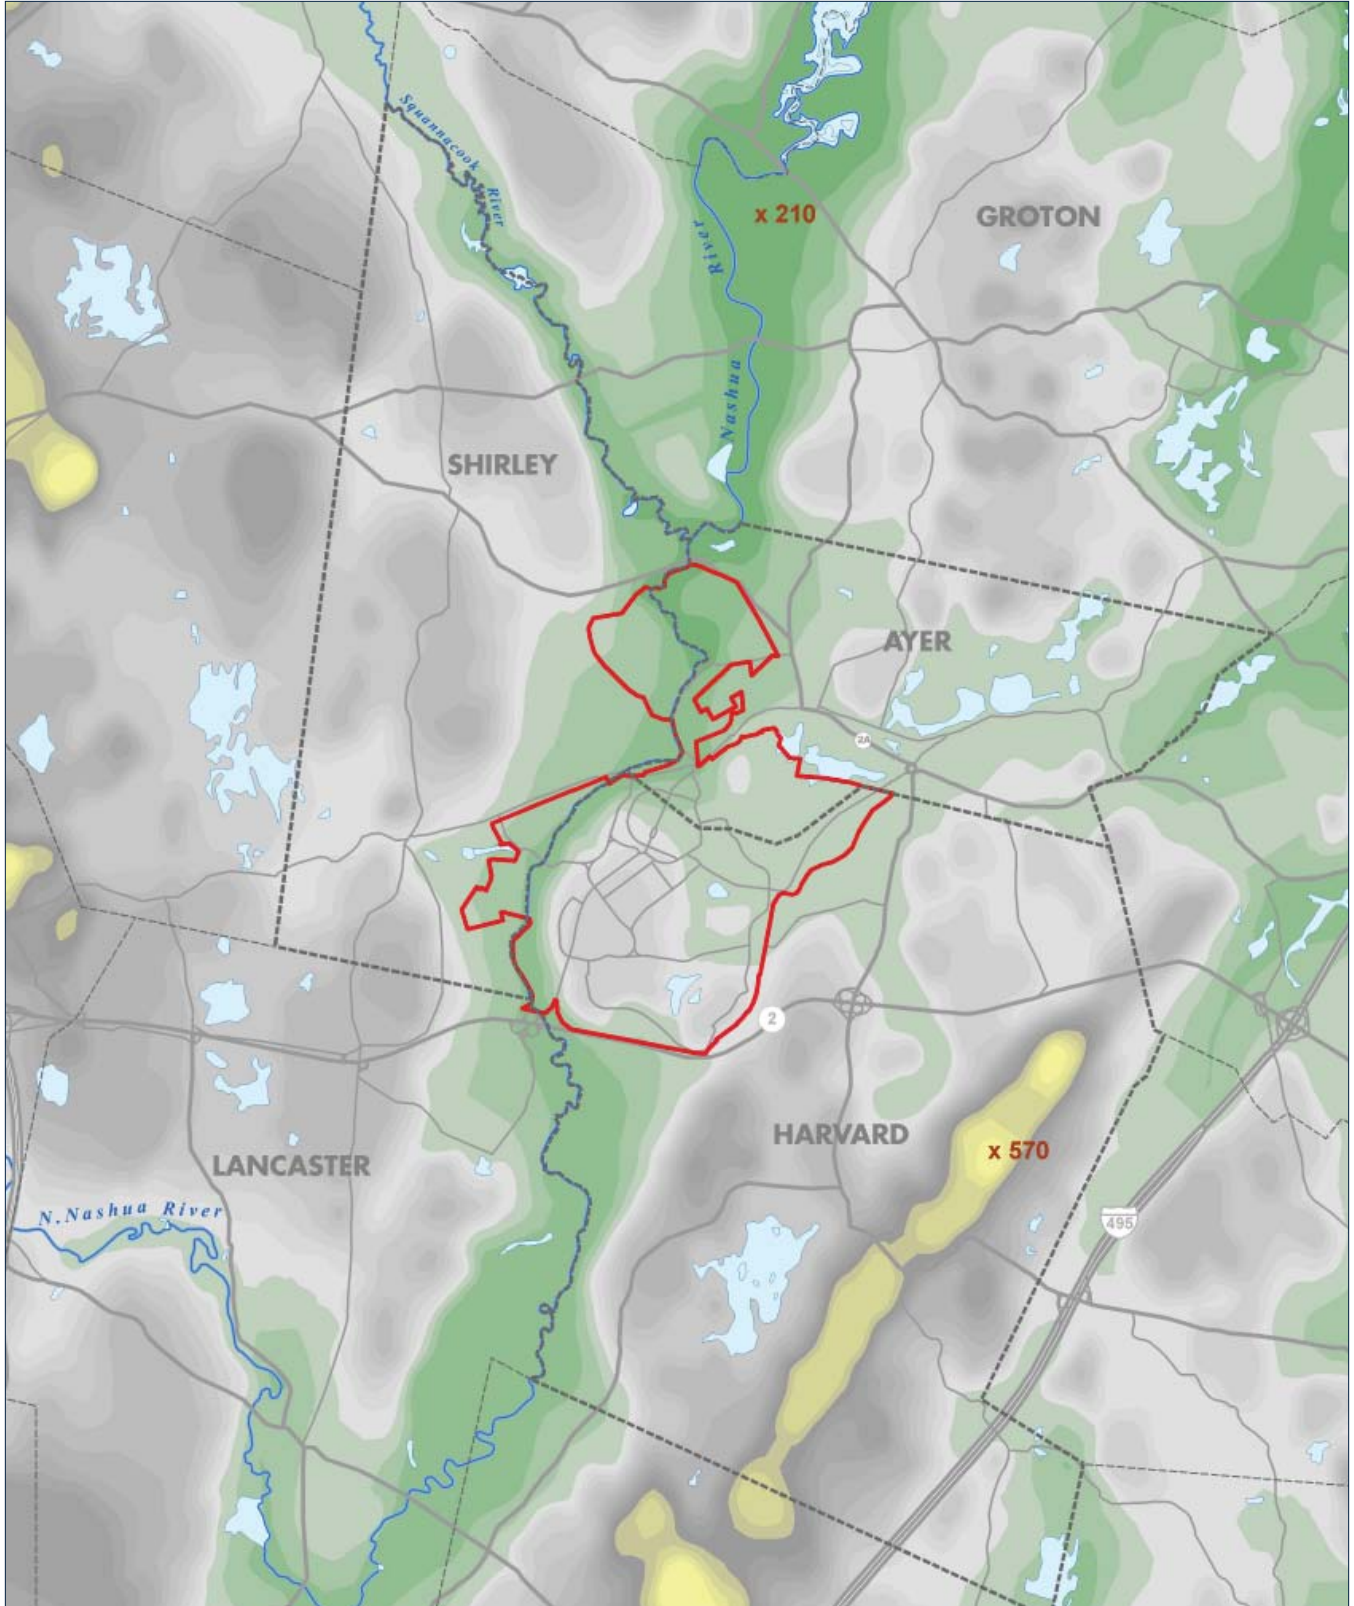 Squannacook
River
x 210
GROTON
River
Nashua
SHIRLEY
AYER
2A
2
HARVARD
x 570
LANCASTER
N.Nashua River
495